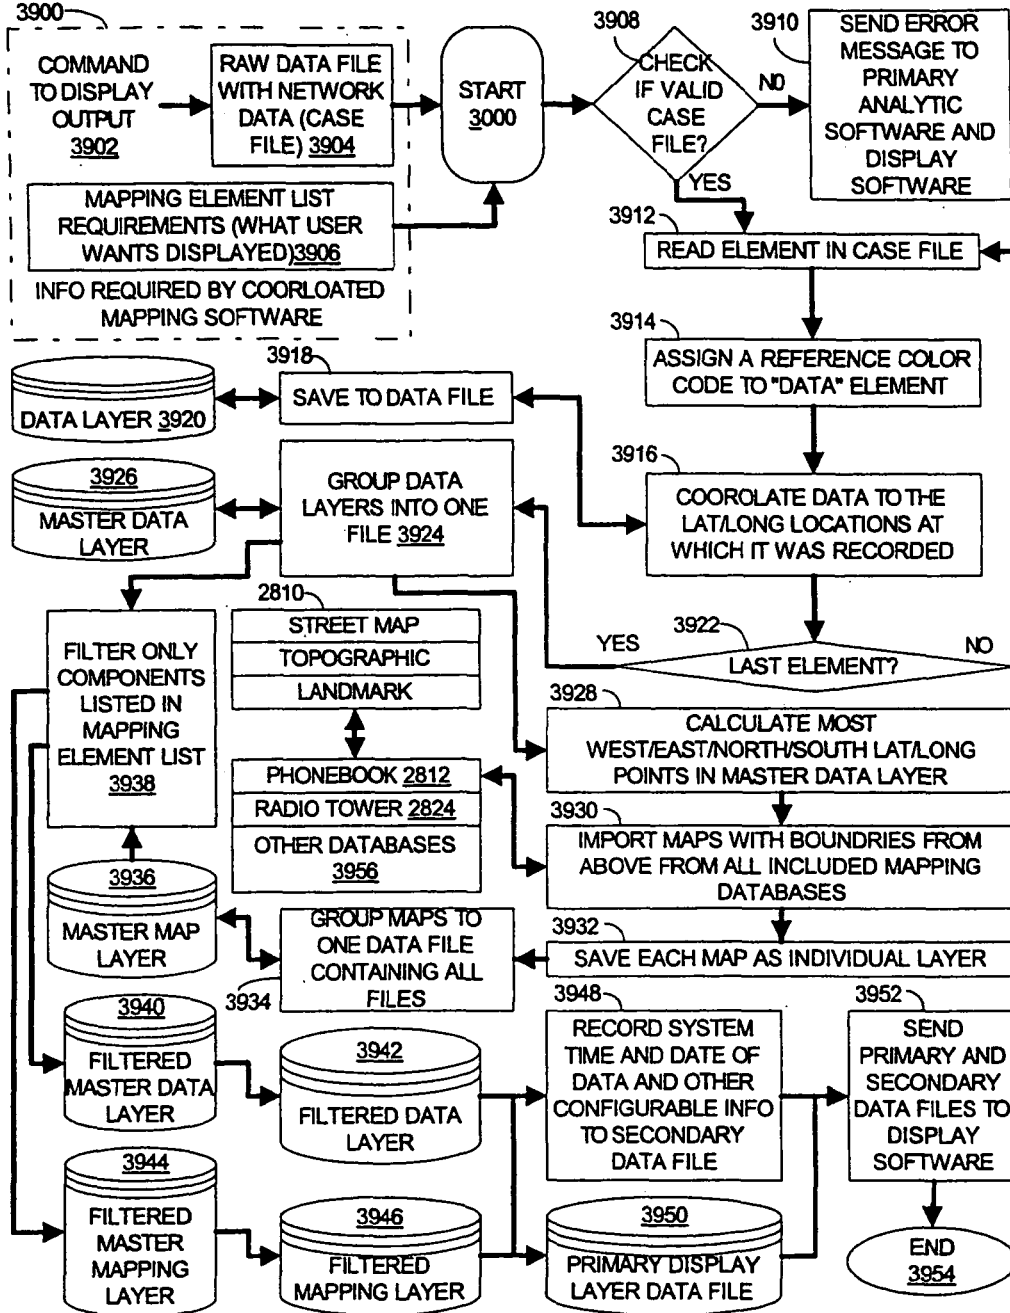 3900
COMMAND
TO DISPLAY
OUTPUT
3902
RAW DATA FILE
WITH NETWORK
DATA (CASE
FILE) 3904
MAPPING ELEMENT LIST
REQUIREMENTS (WHAT USER
WANTS DISPLAYED)3906
INFO REQUIRED BY COORLOATED
MAPPING SOFTWARE
START
3000
3908
CHECK
IF VALID
CASE
FILE?
NO
YES
3910
SEND ERROR
MESSAGE TO
PRIMARY
ANALYTIC
SOFTWARE AND
DISPLAY
SOFTWARE
3912
READ ELEMENT IN CASE FILE
3914
ASSIGN A REFERENCE COLOR
CODE TO "DATA" ELEMENT
3916
COOROLATE DATA TO THE
LAT/LONG LOCATIONS AT
WHICH IT WAS RECORDED
3918
SAVE TO DATA FILE
DATA LAYER 3920
3922
LAST ELEMENT?
YES
NO
GROUP DATA
LAYERS INTO ONE
FILE 3924
3926
MASTER DATA
LAYER
3928
CALCULATE MOST
WEST/EAST/NORTH/SOUTH LAT/LONG
POINTS IN MASTER DATA LAYER
2810
STREET MAP
TOPOGRAPHIC
LANDMARK
PHONEBOOK 2812
RADIO TOWER 2824
OTHER DATABASES
3956
3930
IMPORT MAPS WITH BOUNDRIES FROM
ABOVE FROM ALL INCLUDED MAPPING
DATABASES
3932
SAVE EACH MAP AS INDIVIDUAL LAYER
3934
GROUP MAPS TO
ONE DATA FILE
CONTAINING ALL
FILES
3936
MASTER MAP
LAYER
FILTER ONLY
COMPONENTS
LISTED IN
MAPPING
ELEMENT LIST
3938
3940
FILTERED
MASTER DATA
LAYER
3942
FILTERED DATA
LAYER
3944
FILTERED
MASTER
MAPPING
LAYER
3946
FILTERED
MAPPING LAYER
3948
RECORD SYSTEM
TIME AND DATE OF
DATA AND OTHER
CONFIGURABLE INFO
TO SECONDARY
DATA FILE
3950
PRIMARY DISPLAY
LAYER DATA FILE
3952
SEND
PRIMARY AND
SECONDARY
DATA FILES TO
DISPLAY
SOFTWARE
END
3954